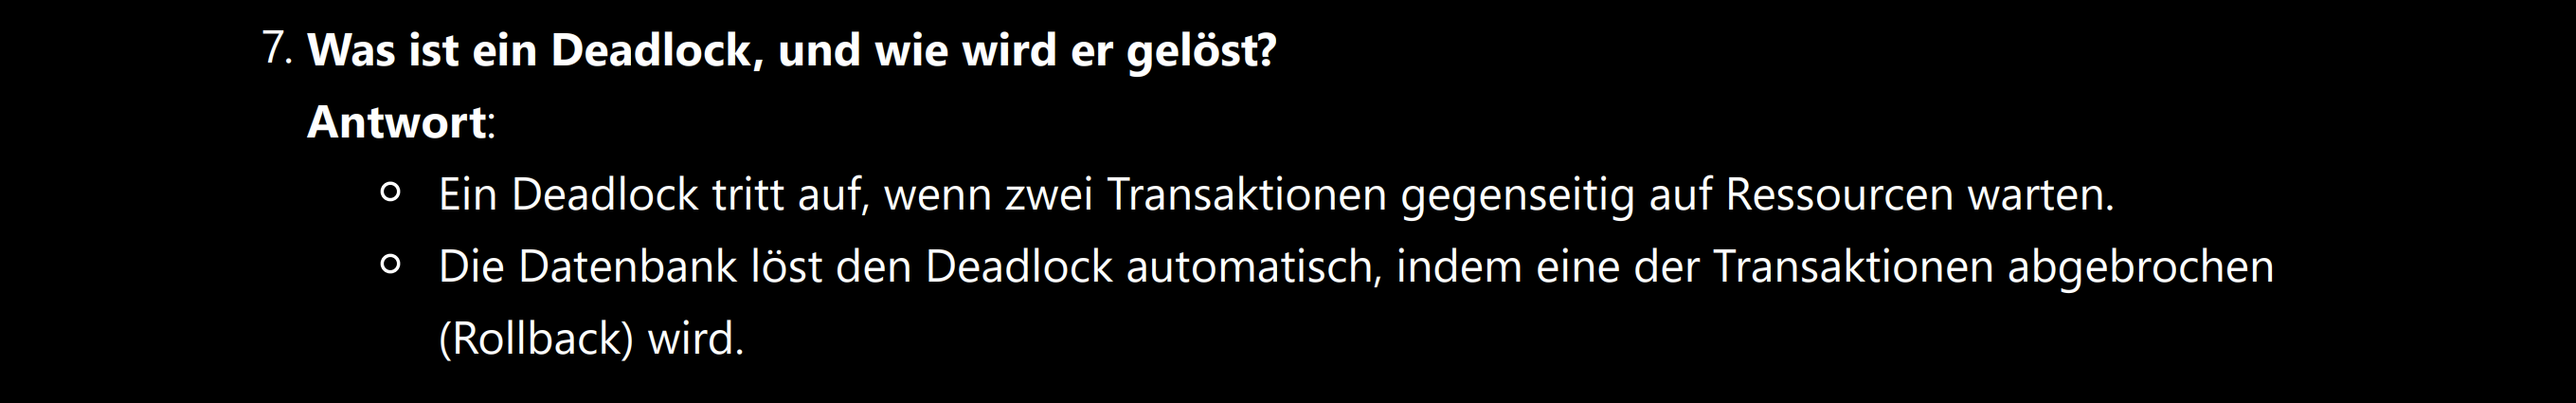 7. Was ist ein Deadlock, und wie wird er gelöst?
Antwort:
○ Ein Deadlock tritt auf, wenn zwei Transaktionen gegenseitig auf Ressourcen warten.
○ Die Datenbank löst den Deadlock automatisch, indem eine der Transaktionen abgebrochen
(Rollback) wird.